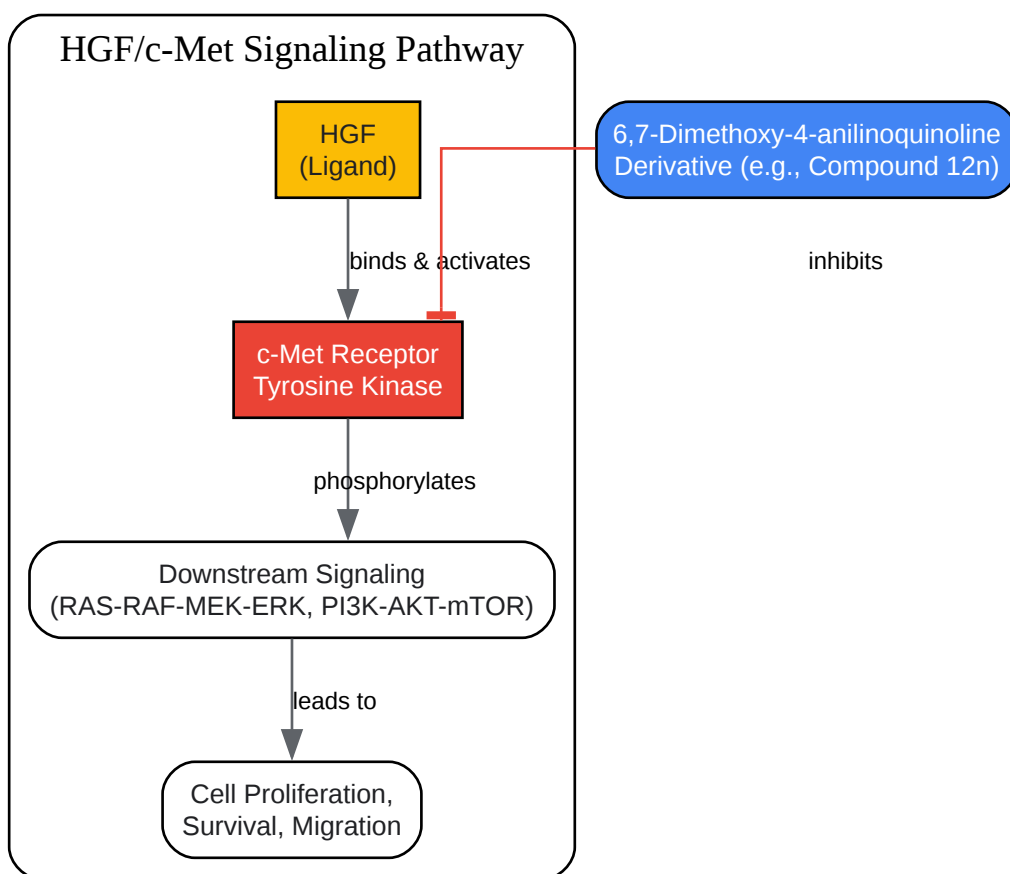 HGF/c-Met Signaling Pathway
HGF
(Ligand)
6,7-Dimethoxy-4-anilinoquinoline
Derivative (e.g., Compound 12n)
binds & activates
inhibits
c-Met Receptor
Tyrosine Kinase
phosphorylates
Downstream Signaling
(RAS-RAF-MEK-ERK, PI3K-AKT-mTOR)
leads to
Cell Proliferation,
Survival, Migration